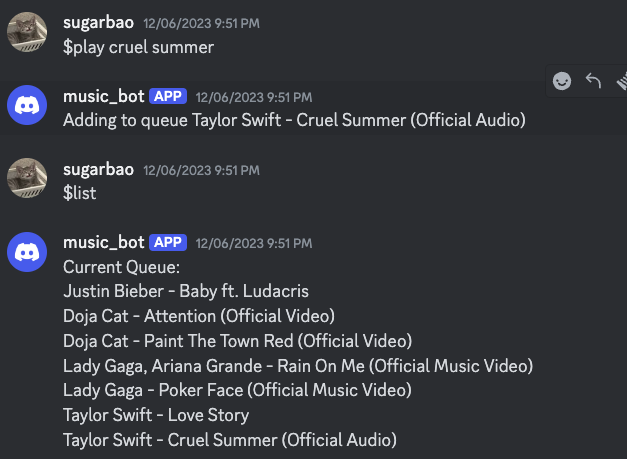 sugarbao 12/06/2023 9:51 PM
$play cruel summer
music_bot APP 12/06/2023 9:51 PM
Adding to queue Taylor Swift - Cruel Summer (Official Audio)
sugarbao 12/06/2023 9:51 PM
$list
music_bot APP 12/06/2023 9:51 PM
Current Queue:
Justin Bieber - Baby ft. Ludacris
Doja Cat - Attention (Official Video)
Doja Cat - Paint The Town Red (Official Video)
Lady Gaga, Ariana Grande - Rain On Me (Official Music Video)
Lady Gaga - Poker Face (Official Music Video)
Taylor Swift - Love Story
Taylor Swift - Cruel Summer (Official Audio)